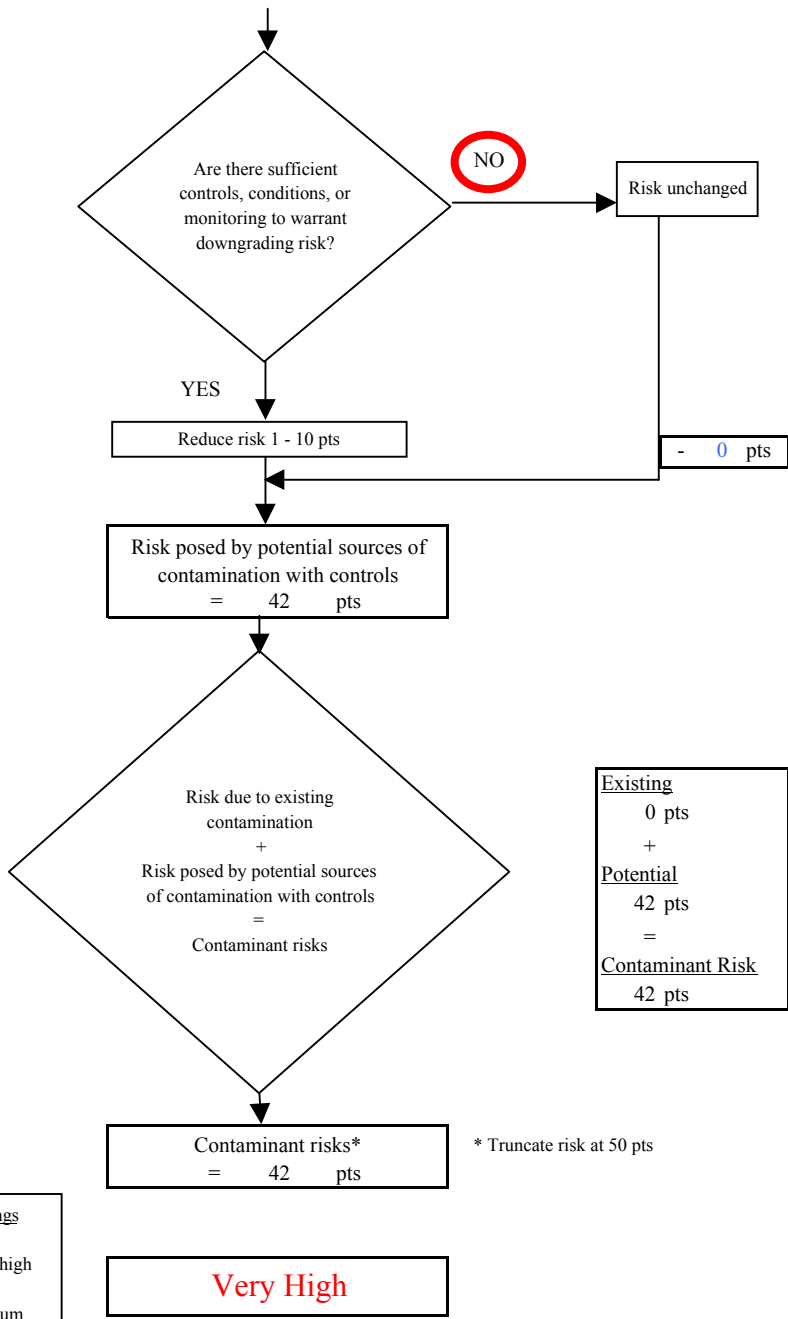 Are there sufficient
controls, conditions, or
monitoring to warrant
downgrading risk?
NO
Risk unchanged
YES
Reduce risk 1 - 10 pts
- 0 pts
Risk posed by potential sources of
contamination with controls
= 42 pts
Risk due to existing
contamination
+
Risk posed by potential sources
of contamination with controls
=
Contaminant risks
Existing
0 pts
+
Potential
42 pts
=
Contaminant Risk
42 pts
Contaminant risks*
= 42 pts
* Truncate risk at 50 pts
high
Very High